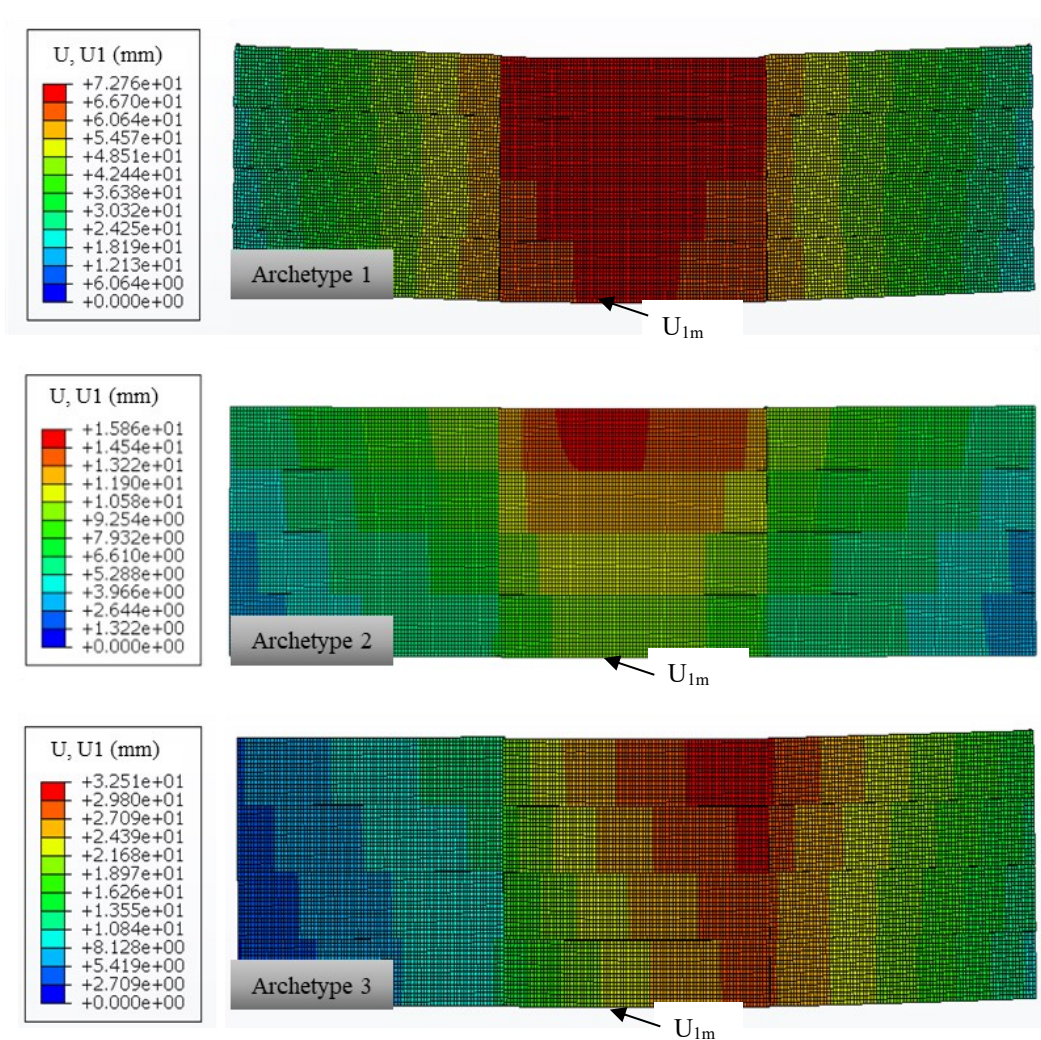 U, U1 (mm)
+7.276e+01
+6.670e+01
+6.064e+01
+5.457e+01
+4.851e+01
+4.244e+01
+3.638e+01
+3.032e+01
+2.425e+01
+1.819e+01
+1.213e+01
+6.064e+00
+0.000e+00
Archetype 1
U1m
U, U1 (mm)
+1.586e+01
+1.454e+01
+1.322e+01
+1.190e+01
+1.058e+01
+9.254e+00
+7.932e+00
+6.610e+00
+5.288e+00
+3.966e+00
+2.644e+00
+1.322e+00
+0.000e+00
Archetype 2
U1m
U, U1 (mm)
+3.251e+01
+2.980e+01
+2.709e+01
+2.439e+01
+2.168e+01
+1.897e+01
+1.626e+01
+1.355e+01
+1.084e+01
+8.128e+00
+5.419e+00
+2.709e+00
+0.000e+00
Archetype 3
U1m